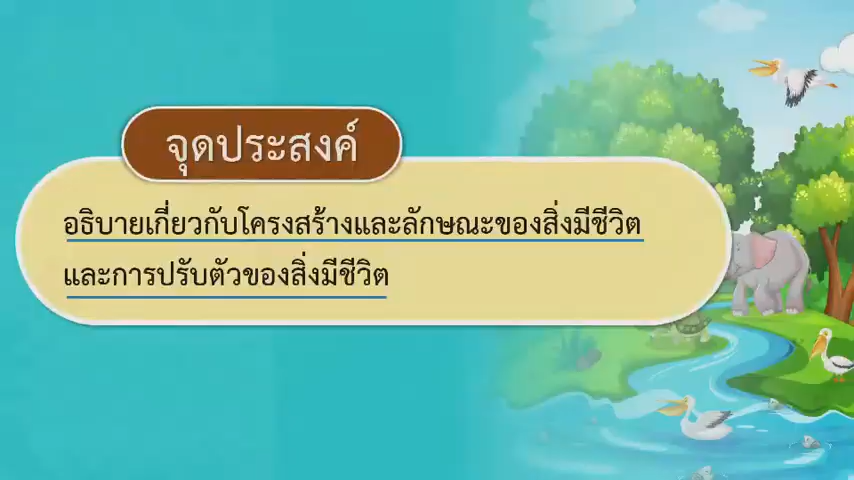 จุดประสงค์
อธิบายเกี่ยวกับโครงสร้างและลักษณะของสิ่งมีชีวิต
และการปรับตัวของสิ่งมีชีวิต